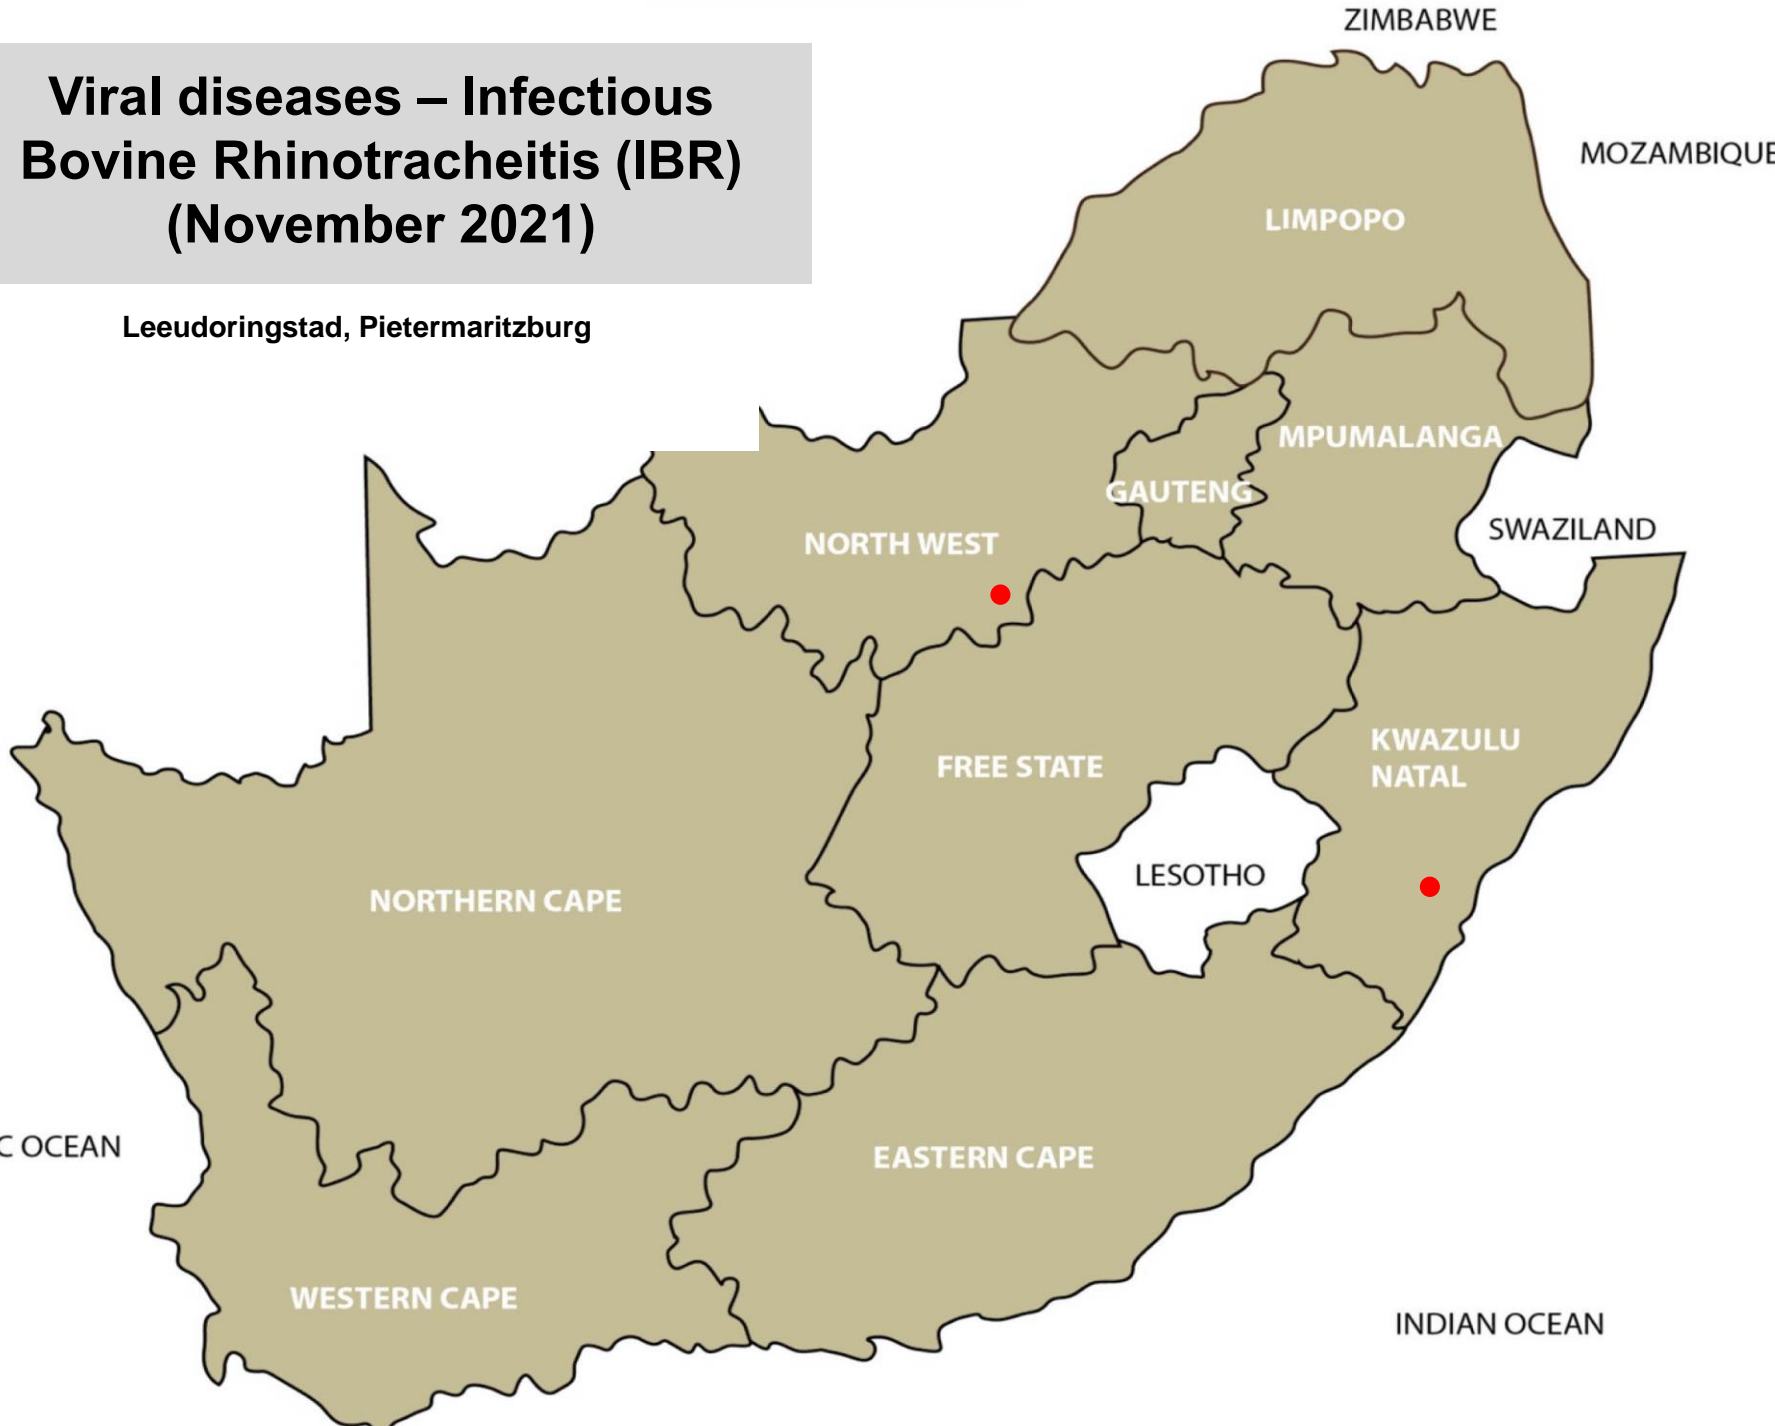 Viral diseases – Infectious
Bovine Rhinotracheitis (IBR)
(November 2021)
Leeudoringstad, Pietermaritzburg
ZIMBABWE
MOZAMBIQUE
LIMPOPO
MPUMALANGA
GAUTENG
SWAZILAND
NORTH WEST
KWAZULU
NATAL
FREE STATE
LESOTHO
NORTHERN CAPE
C OCEAN
EASTERN CAPE
WESTERN CAPE
INDIAN OCEAN